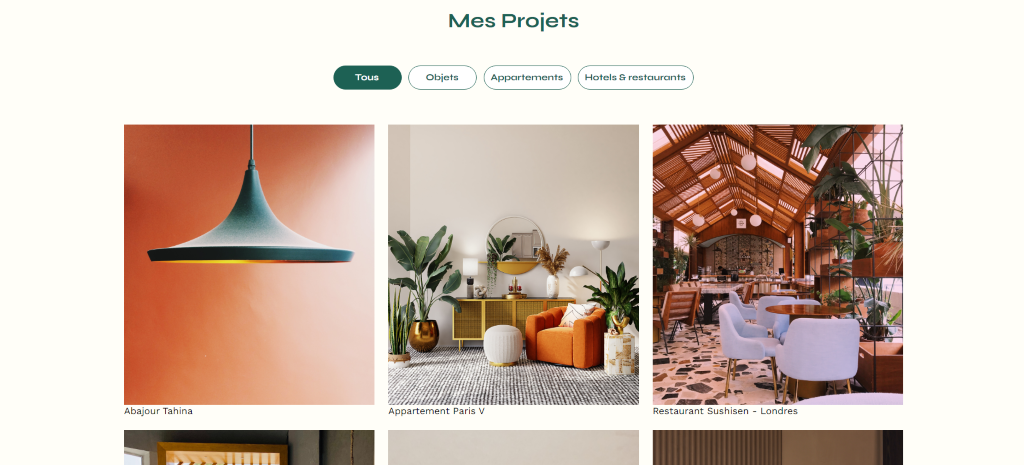 Mes Projets
Tous
Objets
Appartements
Hotels & restaurants
Abajour Tahina
Appartement Paris V
Restaurant Sushisen - Londres